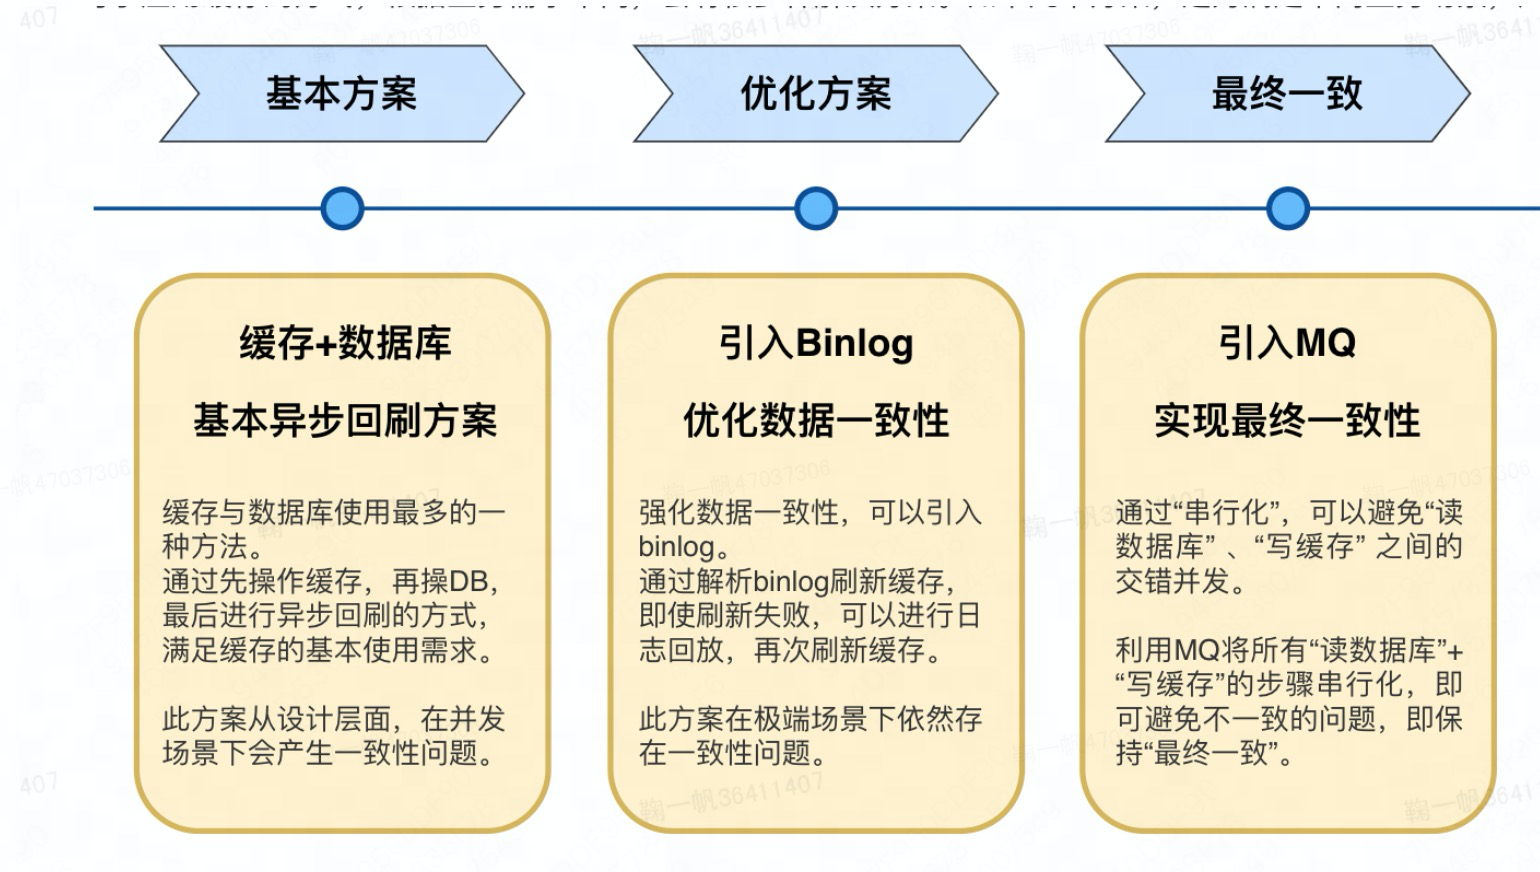 基本方案
优化方案
最终一致
缓存+数据库
基本异步回刷方案
缓存与数据库使用最多的一
种方法。
通过先操作缓存，再操DB，
最后进行异步回刷的方式，
满足缓存的基本使用需求。
此方案从设计层面，在并发
场景下会产生一致性问题。
引入Binlog
优化数据一致性
强化数据一致性，可以引入
binlog。
通过解析binlog刷新缓存，
即使刷新失败，可以进行日
志回放，再次刷新缓存。
此方案在极端场景下依然存
在一致性问题。
引入MQ
实现最终一致性
通过“串行化”，可以避免“读
数据库”、“写缓存” 之间的
交错并发。
利用MQ将所有“读数据库”+
“写缓存”的步骤串行化，即
可避免不一致的问题，即保
持“最终一致”。
407
鞠一帆36411407
鞠一帆47037306